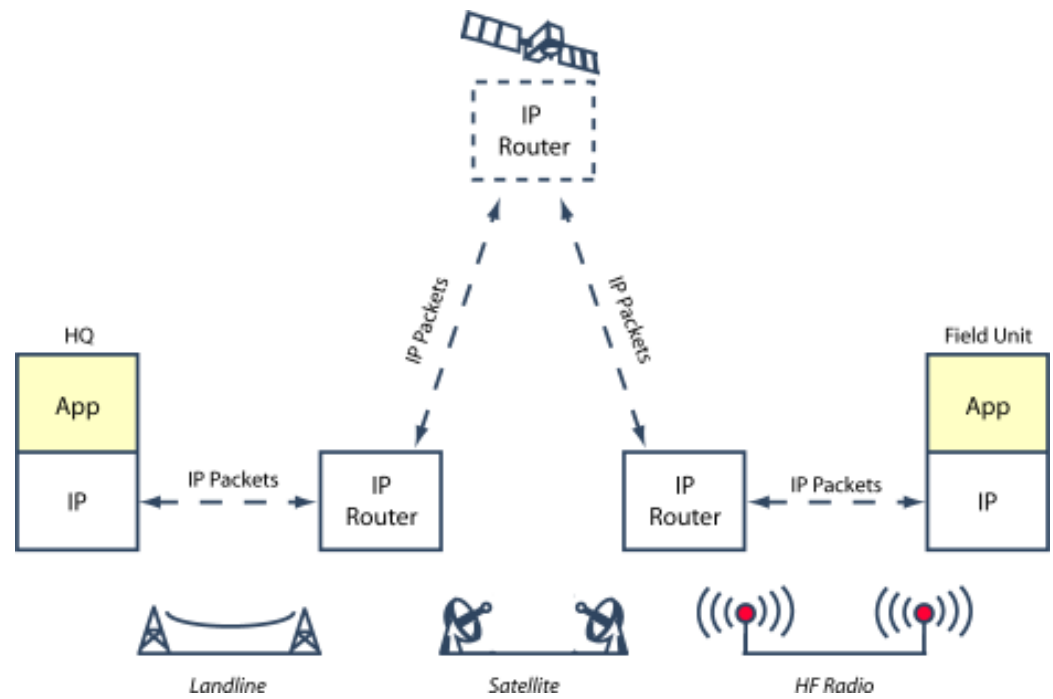 IP
Router
IP Packets
IP Packets
HQ
Field Unit
App
App
IP Packets
IP
Router
IP
Router
IP Packets
IP
IP
Landline
Satellite
HF Radio